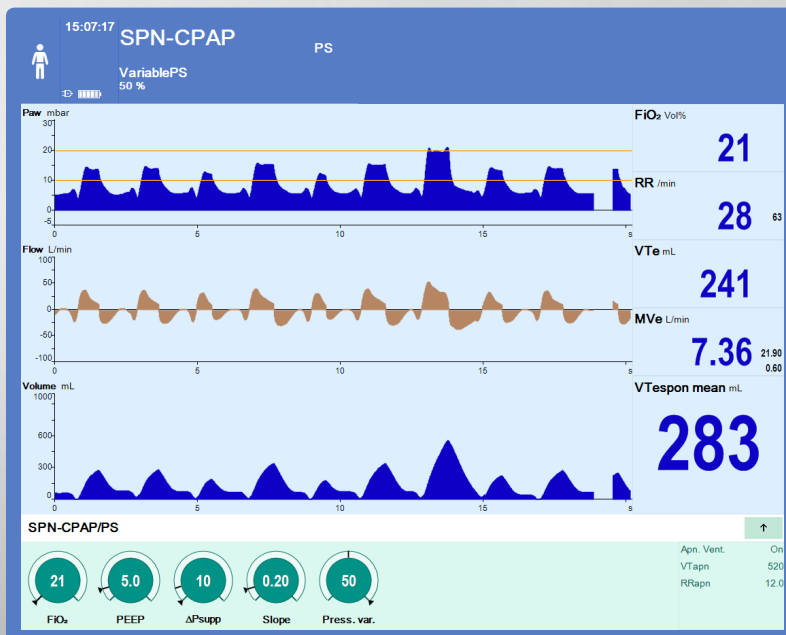 15:07:17
SPN-CPAP
PS
VariablePS
50 %
Paw mbar
30
20
10
0
-5
0 5 10 15 s
Flow L/min
100
50
0
-50
-100
0 5 10 15 s
Volume mL
1000
600
300
0
0 5 10 15 s
FiO₂ Vol%
21
RR /min
28 63
VTe mL
241
MVe L/min
7.36 21.90
0.60
VTespon mean mL
283
SPN-CPAP/PS
21 5.0 10 0.20 50
FiO₂ PEEP ΔPsupp Slope Press. var.
Apn. Vent. On
VTapn 520
RRapn 12.0